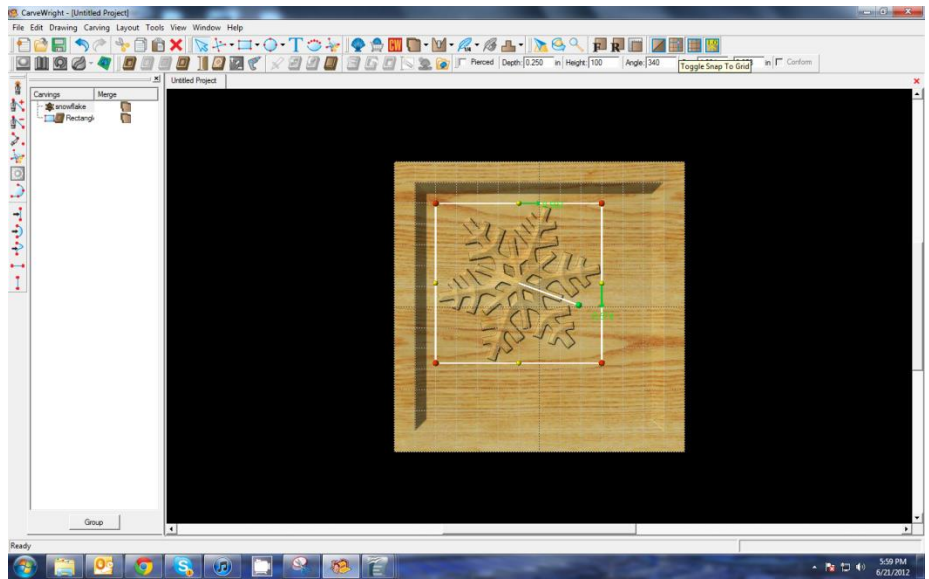 CarveWright - [Untitled Project]
File Edit Drawing Carving Layout Tools View Window Help
Pierced Depth: 0.250 in Height: 100 Angle: 340 in Conform
Toggle Snap To Grid
Untitled Project
Carvings Merge
snowflake
Rectangl
Group
Ready
5:59 PM
6/21/2012